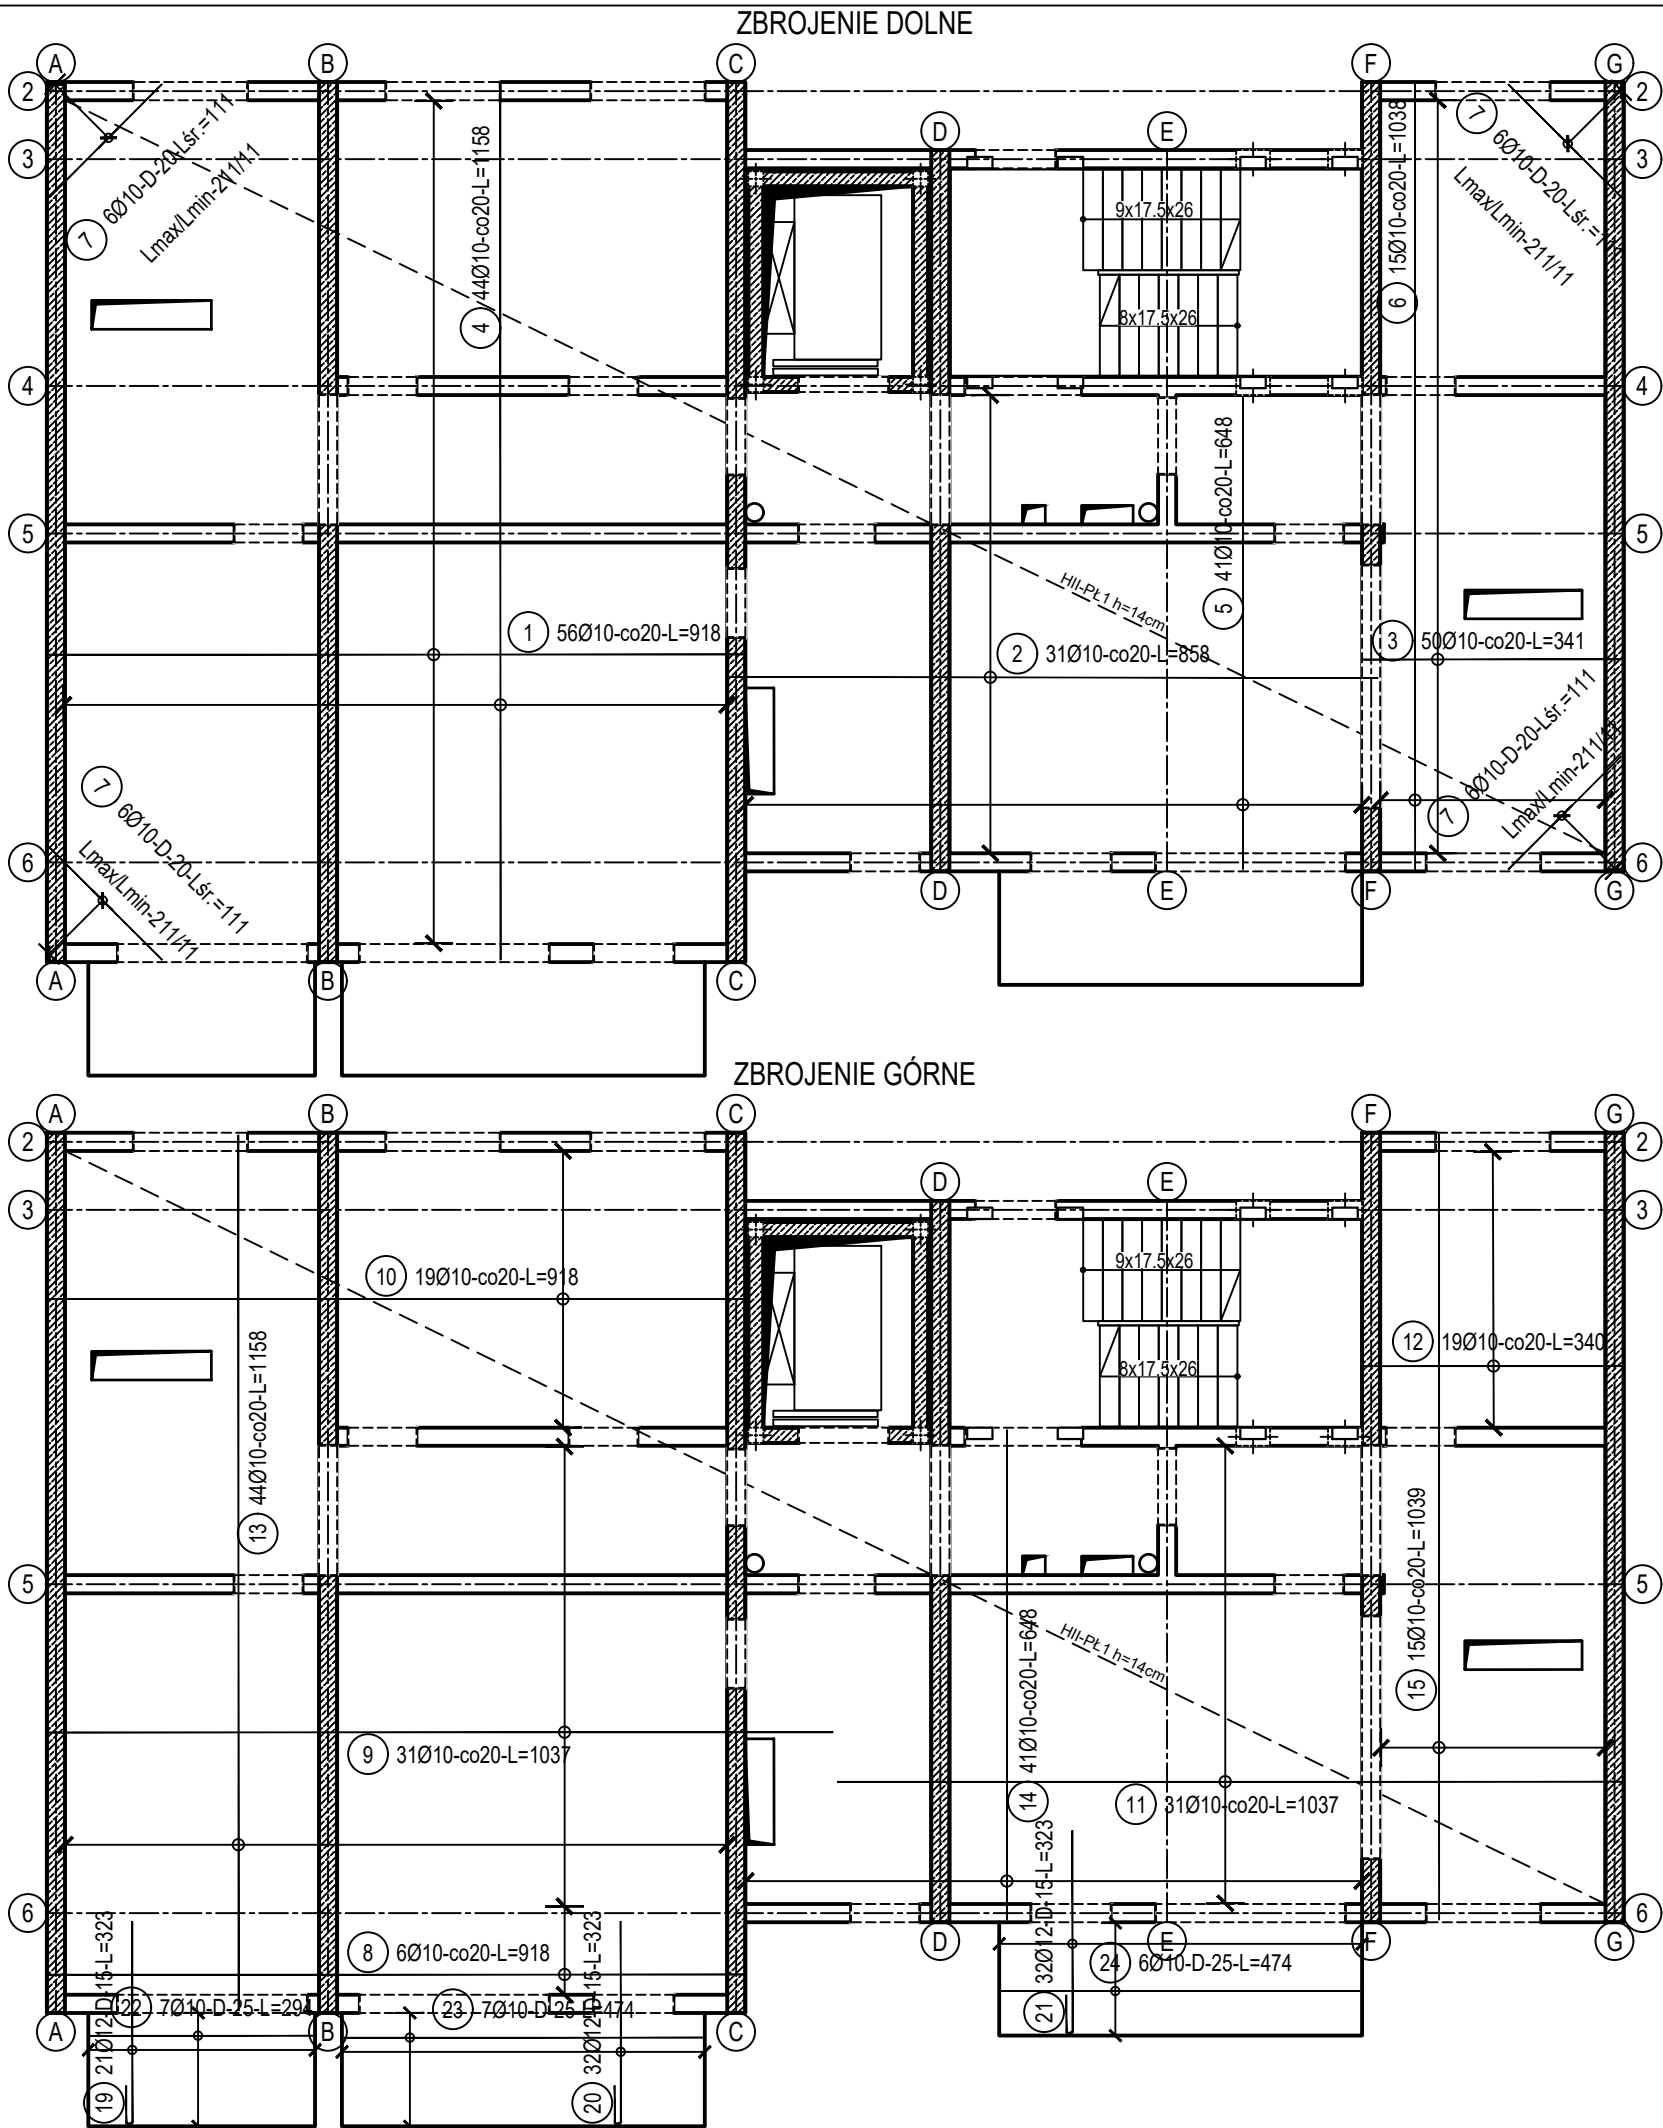 ZBROJENIE DOLNE
A
B
C
F
G
2
2
3
D
E
3
7
6Ø10-D-20-Lśr.=111
Lmax/Lmin-211/11
4
44Ø10-co20-L=1158
9x17.5x26
8x17.5x26
6
15Ø10-co20-L=1038
7
6Ø10-D-20-Lśr.=
Lmax/Lmin-211/11
4
4
5
41Ø10-co20-L=648
5
5
HII-PŁ1 h=14cm
1
56Ø10-co20-L=918
2
31Ø10-co20-L=858
3
50Ø10-co20-L=341
7
6Ø10-D-20-Lśr.=111
Lmax/Lmin-211/11
7
6Ø10-D-20-Lśr.=111
Lmax/Lmin-211/11
6
6
D
E
F
G
A
B
C
ZBROJENIE GÓRNE
A
B
C
F
G
2
2
3
D
E
3
10
19Ø10-co20-L=918
9x17.5x26
8x17.5x26
12
19Ø10-co20-L=340
13
44Ø10-co20-L=1158
15
15Ø10-co20-L=1039
5
5
HII-PŁ1 h=14cm
9
31Ø10-co20-L=1037
14
41Ø10-co20-L=648
11
31Ø10-co20-L=1037
6
6
D
E
F
G
8
6Ø10-co20-L=918
24
6Ø10-D-25-L=474
21
32Ø12-D-15-L=323
22
7Ø10-D-25-L=294
23
7Ø10-D-25-L=474
A
B
C
19
21Ø12-D-15-L=323
20
32Ø12-D-15-L=323